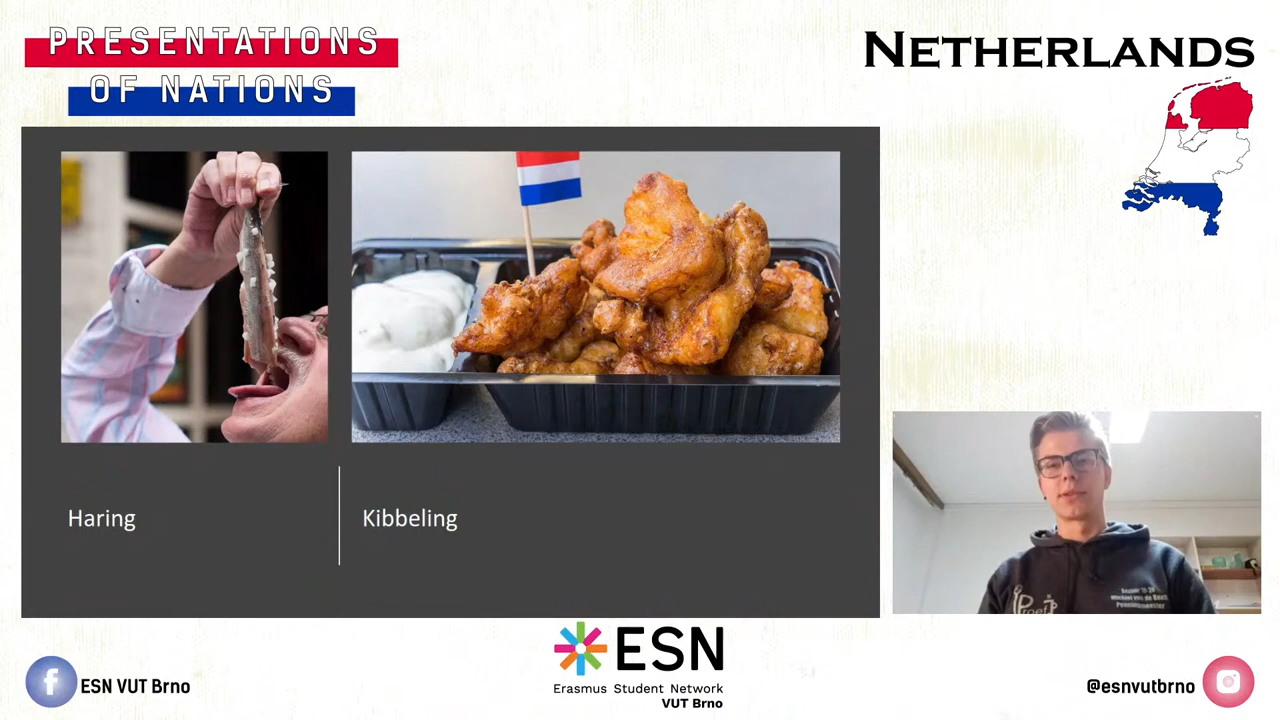 PRESENTATIONS
OF NATIONS
NETHERLANDS
Haring
Kibbeling
ESN
Erasmus Student Network
VUT Brno
ESN VUT Brno
@esnvutbrno